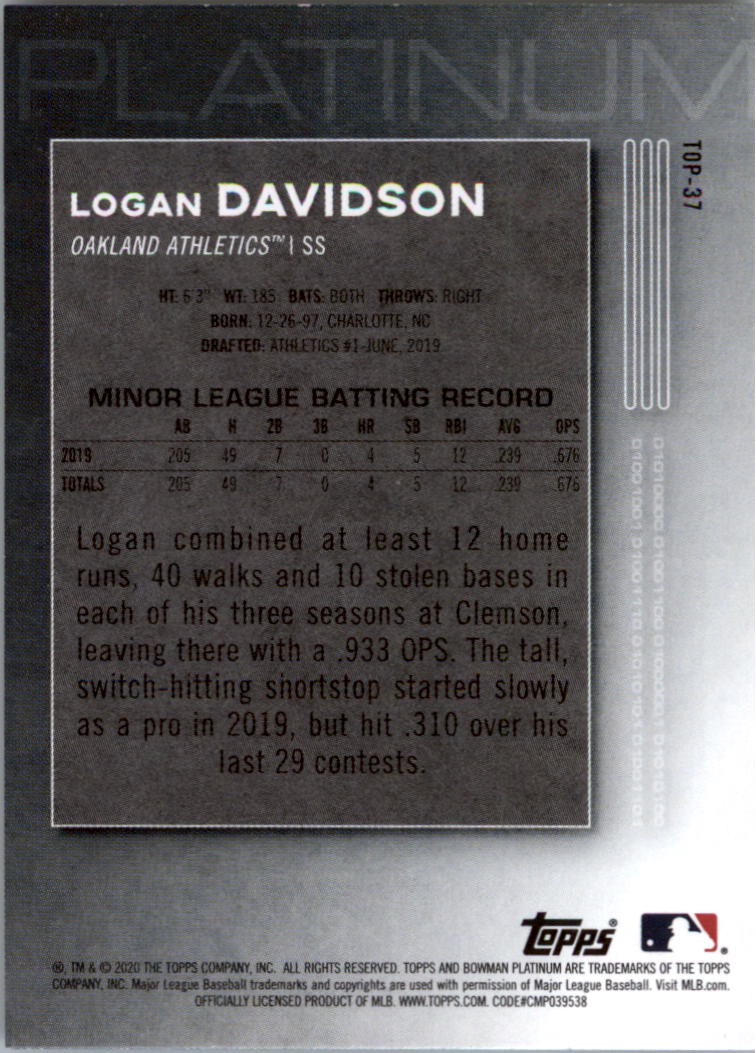 PLATINUM
TOP-37
LOGAN DAVIDSON
OAKLAND ATHLETICS™ | SS
HT: 6'3" WT: 185 BATS: BOTH THROWS: RIGHT
BORN: 12-26-97, CHARLOTTE, NC
DRAFTED: ATHLETICS #1-JUNE, 2019
MINOR LEAGUE BATTING RECORD
AB H 2B 3B HR SB RBI AVG OPS
2019 205 49 7 0 4 5 12 .239 .676
TOTALS 205 49 7 0 4 5 12 .239 .676
Logan combined at least 12 home
runs, 40 walks and 10 stolen bases in
each of his three seasons at Clemson,
leaving there with a .933 OPS. The tall,
switch-hitting shortstop started slowly
as a pro in 2019, but hit .310 over his
last 29 contests.
topps®
®, TM & © 2020 THE TOPPS COMPANY, INC. ALL RIGHTS RESERVED. TOPPS AND BOWMAN PLATINUM ARE TRADEMARKS OF THE TOPPS
COMPANY, INC. Major League Baseball trademarks and copyrights are used with permission of Major League Baseball. Visit MLB.com.
OFFICIALLY LICENSED PRODUCT OF MLB. WWW.TOPPS.COM. CODE#CMP039538